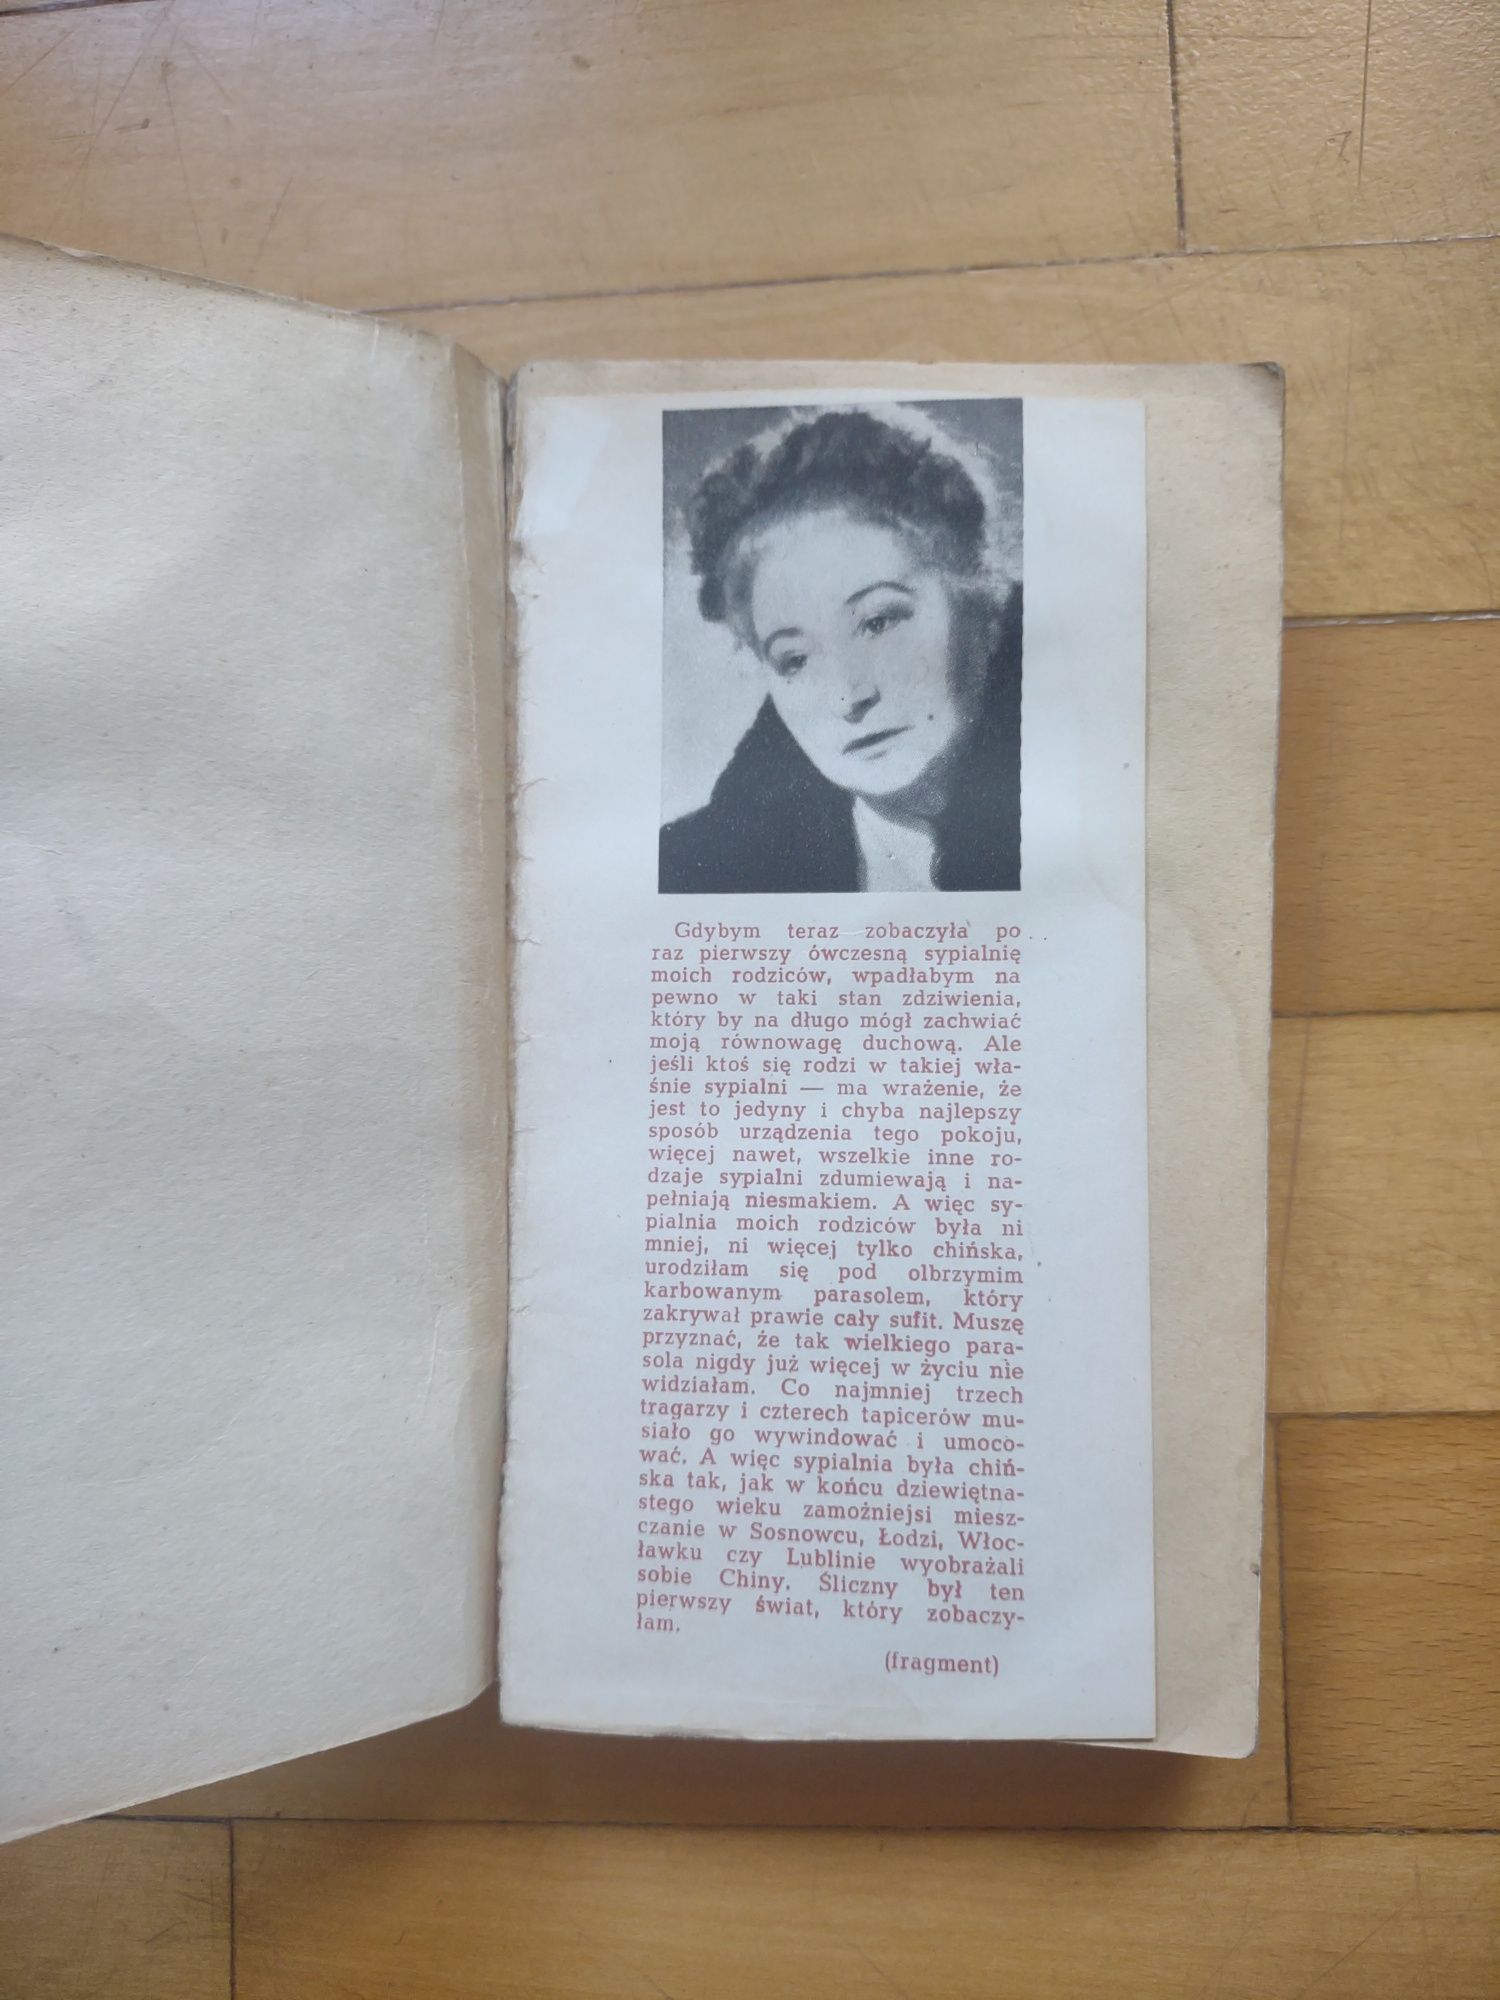 Gdybym teraz zobaczyła po
raz pierwszy ówczesną sypialnię
moich rodziców, wpadłabym na
pewno w taki stan zdziwienia,
który by na długo mógł zachwiać
moją równowagę duchową. Ale
jeśli ktoś się rodzi w takiej wła-
śnie sypialni — ma wrażenie, że
jest to jedyny i chyba najlepszy
sposób urządzenia tego pokoju,
więcej nawet, wszelkie inne ro-
dzaje sypialni zdumiewają i na-
pełniają niesmakiem. A więc sy-
pialnia moich rodziców była ni
mniej, ni więcej tylko chińska,
urodziłam się pod olbrzymim
karbowanym parasolem, który
zakrywał prawie cały sufit. Muszę
przyznać, że tak wielkiego para-
sola nigdy już więcej w życiu nie
widziałam. Co najmniej trzech
tragarzy i czterech tapicerów mu-
siało go wywindować i umoco-
wać. A więc sypialnia była chiń-
ska tak, jak w końcu dziewiętna-
stego wieku zamożniejsi miesz-
czanie w Sosnowcu, Łodzi, Włoc-
ławku czy Lublinie wyobrażali
sobie Chiny. Śliczny był ten
pierwszy świat, który zobaczy-
łam.
(fragment)